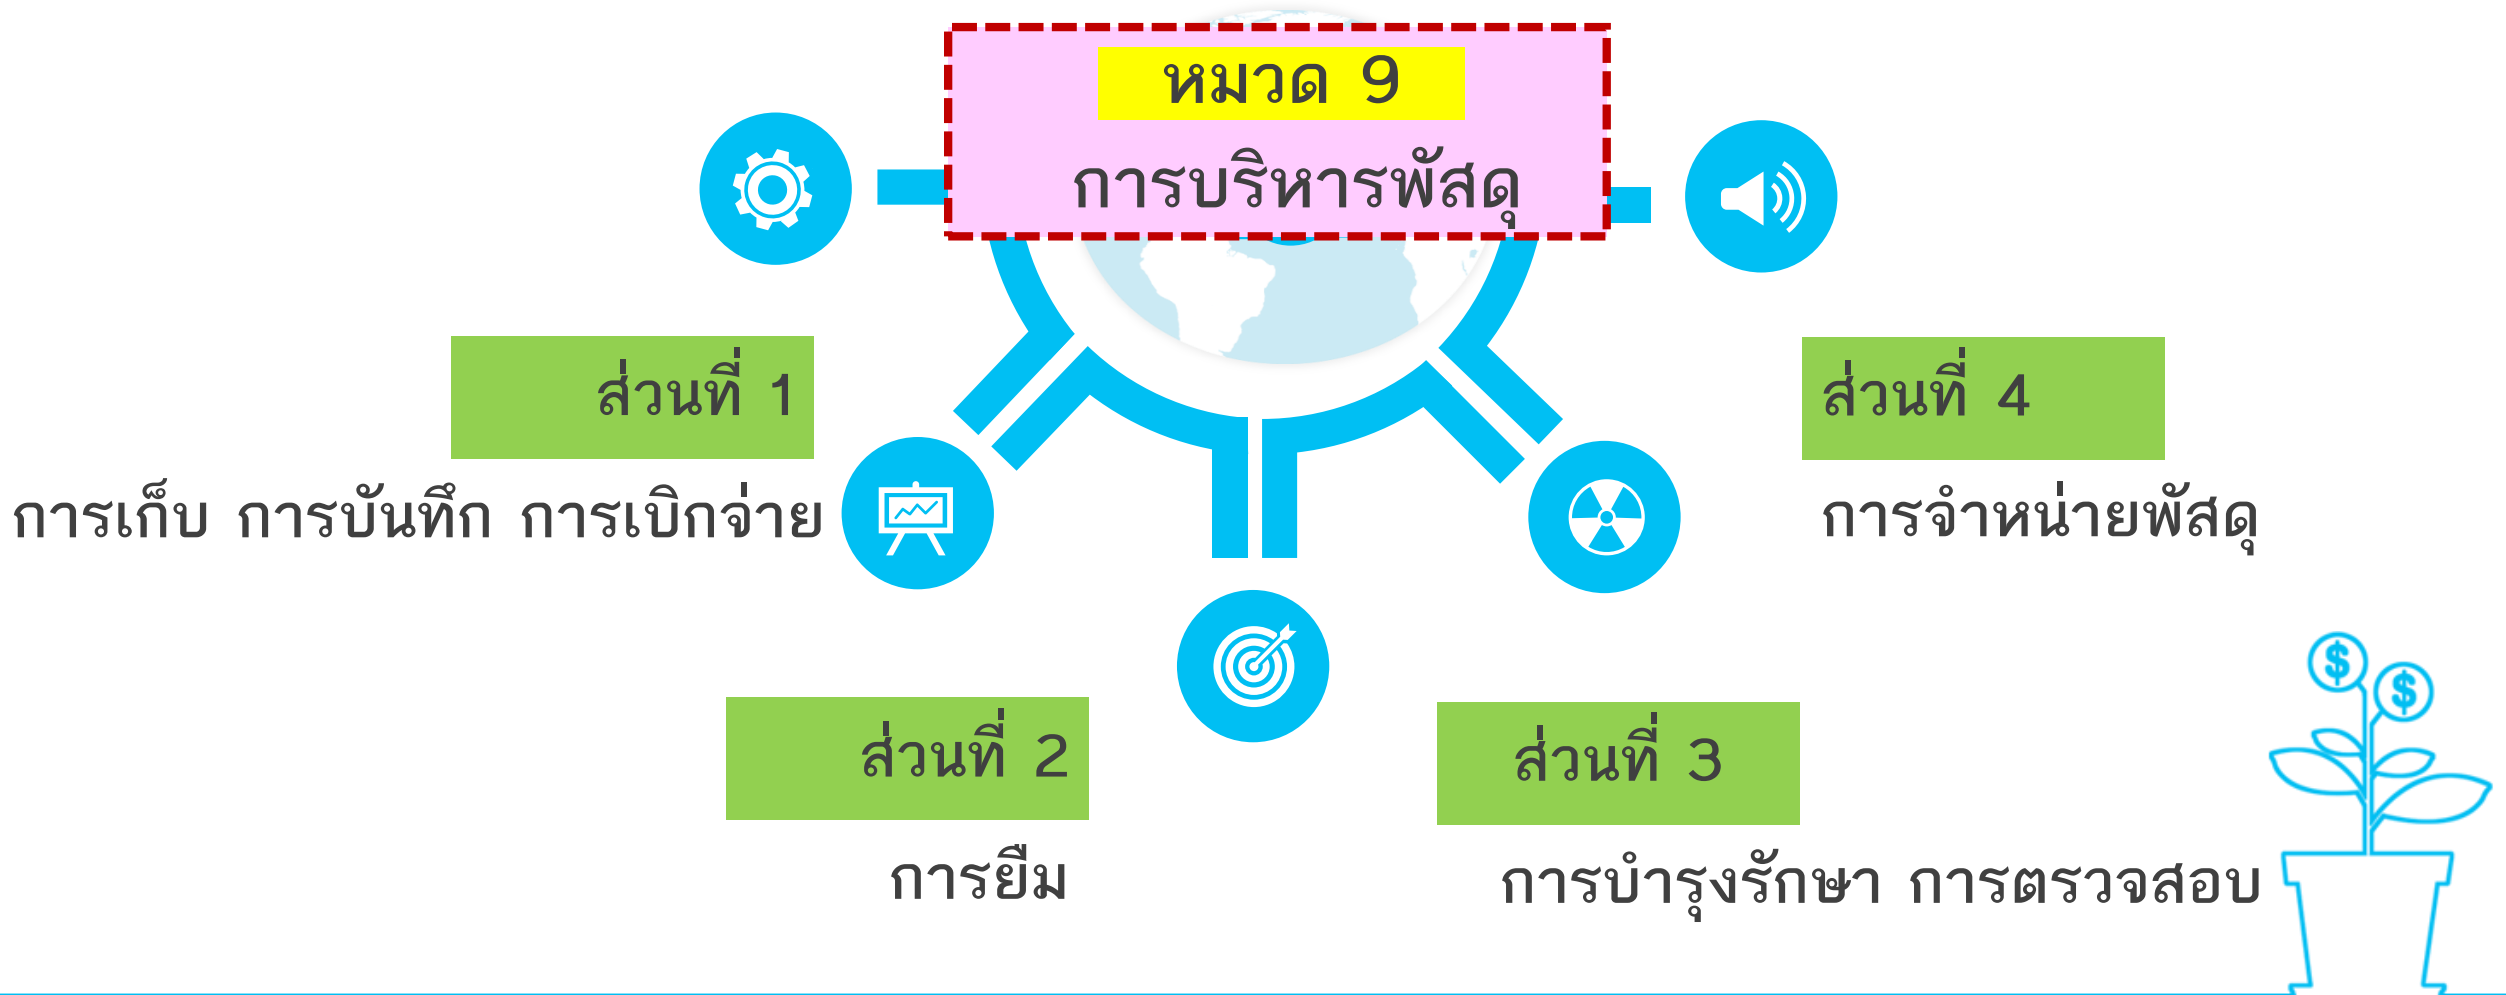 หมวด 9
การบริหารพัสดุ
ส่วนที่ 1
การเก็บ การบันทึก การเบิกจ่าย
ส่วนที่ 2
การยืม
ส่วนที่ 3
การบำรุงรักษา การตรวจสอบ
ส่วนที่ 4
การจำหน่ายพัสดุ
$
$